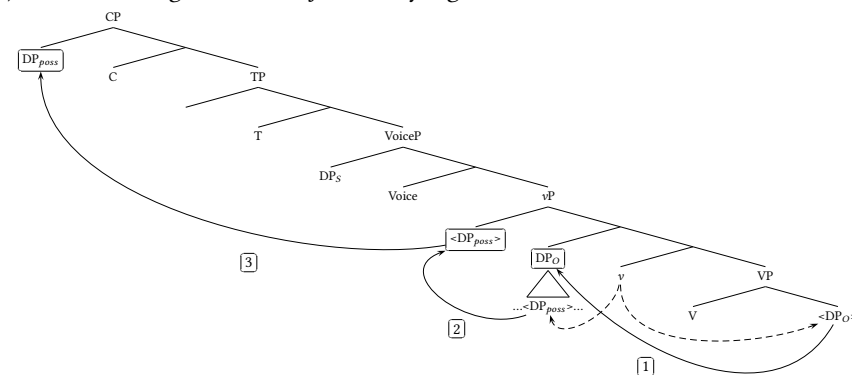 CP
DPposs
C
TP
T
VoiceP
DPS
Voice
vP
<DPposs>
DPO
v
VP
...<DPposs>...
V
<DPO>
3
2
1